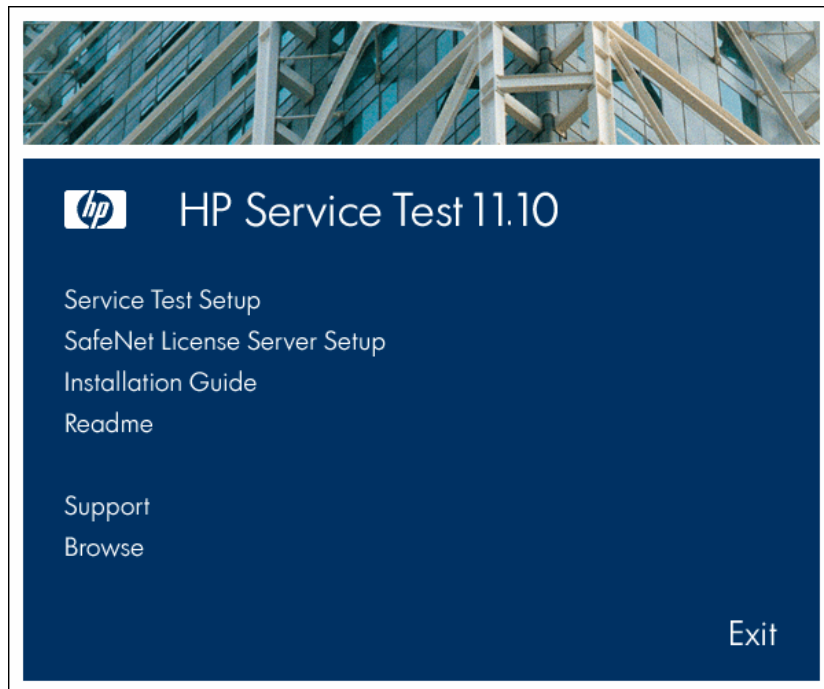 hp
HP Service Test 11.10
Service Test Setup
SafeNet License Server Setup
Installation Guide
Readme
Support
Browse
Exit